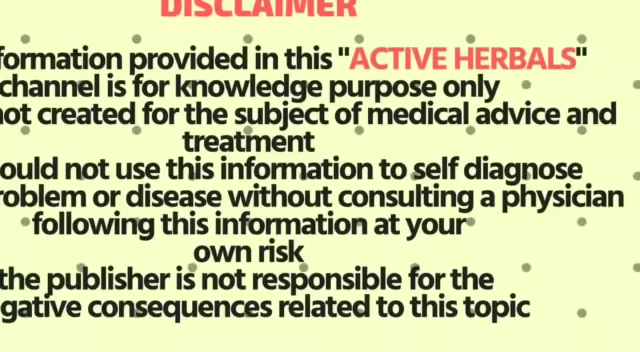 DISCLAIMER
formation provided in this "ACTIVE HERBALS"
channel is for knowledge purpose only
not created for the subject of medical advice and
treatment
ould not use this information to self diagnose
roblem or disease without consulting a physician
following this information at your
own risk
the publisher is not responsible for the
gative consequences related to this topic